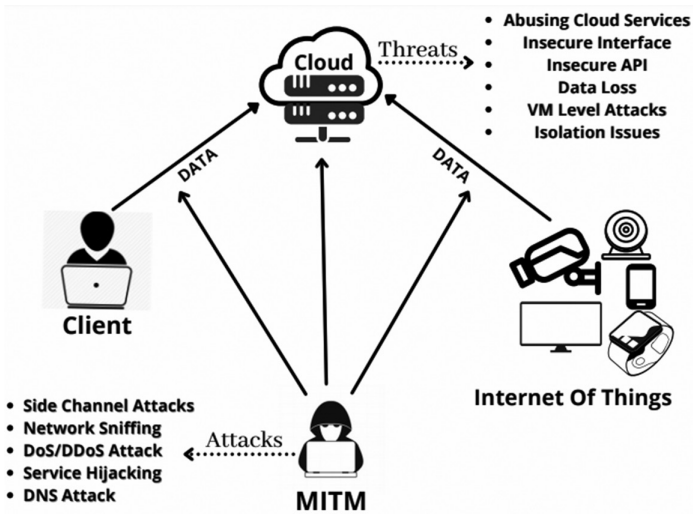 Cloud
Threats
• Abusing Cloud Services
• Insecure Interface
• Insecure API
• Data Loss
• VM Level Attacks
• Isolation Issues
DATA
DATA
Client
Internet Of Things
• Side Channel Attacks
• Network Sniffing
• DoS/DDoS Attack
• Service Hijacking
• DNS Attack
Attacks
MITM